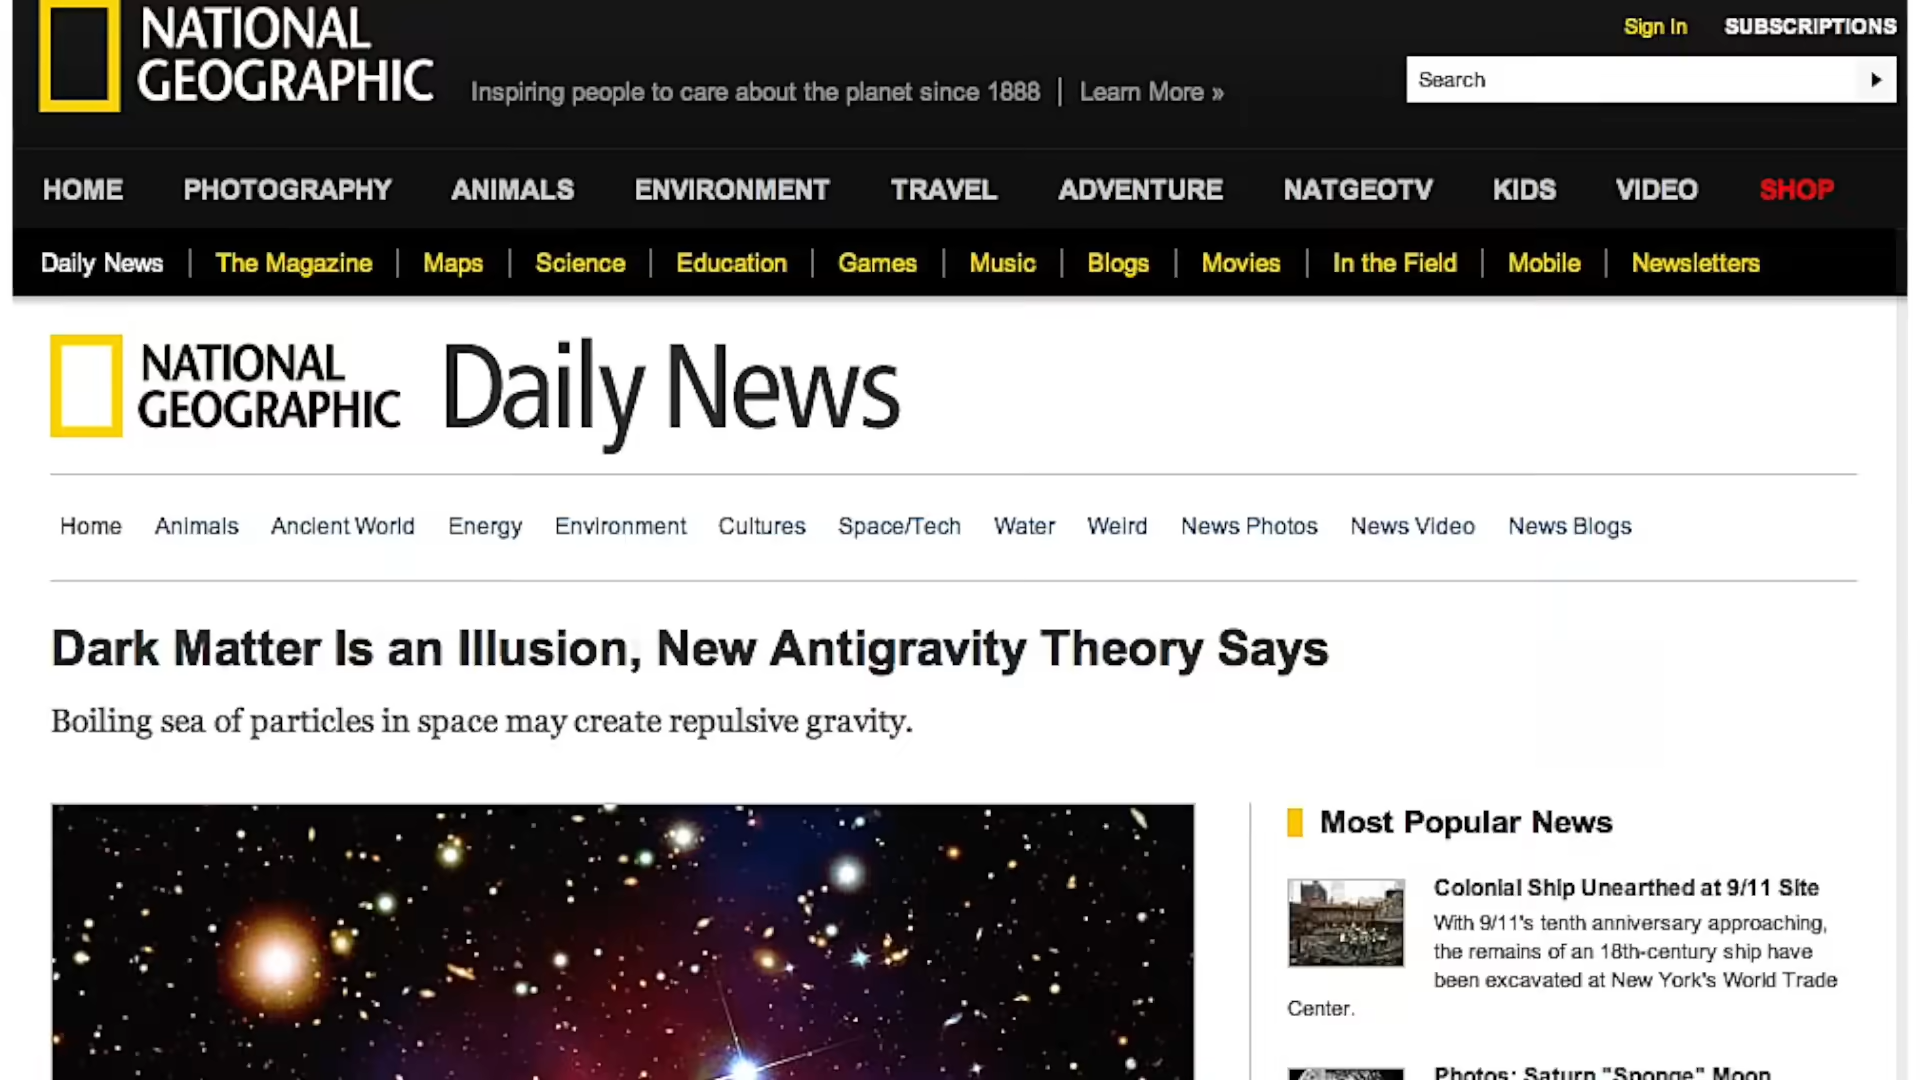 NATIONAL
GEOGRAPHIC
Inspiring people to care about the planet since 1888 | Learn More »
Sign In SUBSCRIPTIONS
Search
HOME PHOTOGRAPHY ANIMALS ENVIRONMENT TRAVEL ADVENTURE NATGEOTV KIDS VIDEO SHOP
Daily News | The Magazine | Maps | Science | Education | Games | Music | Blogs | Movies | In the Field | Mobile | Newsletters
NATIONAL
GEOGRAPHIC
Daily News
Home Animals Ancient World Energy Environment Cultures Space/Tech Water Weird News Photos News Video News Blogs
Dark Matter Is an Illusion, New Antigravity Theory Says
Boiling sea of particles in space may create repulsive gravity.
Most Popular News
Colonial Ship Unearthed at 9/11 Site
With 9/11's tenth anniversary approaching,
the remains of an 18th-century ship have
been excavated at New York's World Trade
Center.
Photos: Saturn "Sponge" Moon